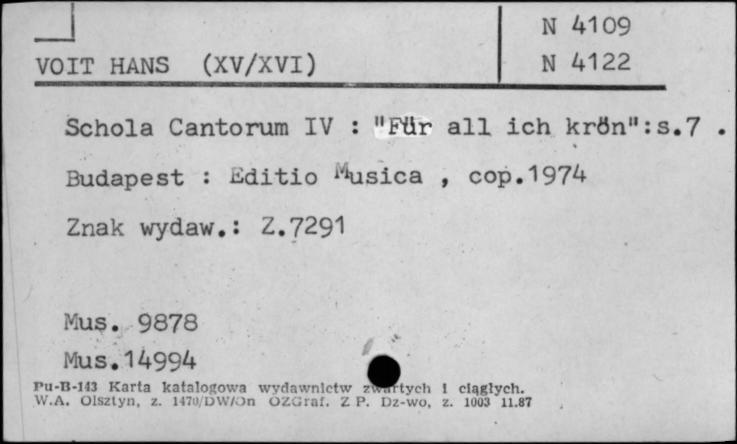 N 4109
VOIT HANS (XV/XVI)
N 4122
Schola Cantorum IV : "Für all ich krön":s.7 .
Budapest : Editio Musica , cop.1974
Znak wydaw.: Z.7291
Mus. 9878
Mus.14994
Pu-B-143 Karta katalogowa wydawnictw zwartych i ciągłych.
W.A. Olsztyn, z. 1470/DW/On OZGraf. Z P. Dz-wo, z. 1003 11.87